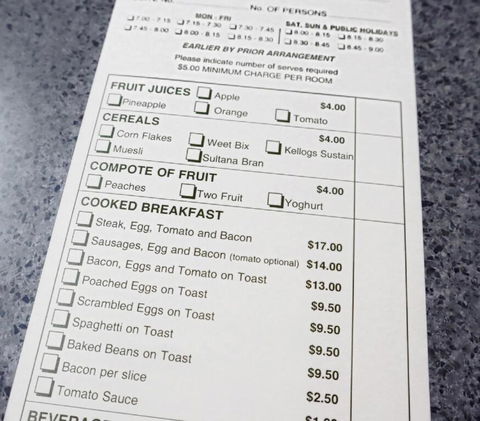 No. OF PERSONS
MON - FRI SAT, SUN & PUBLIC HOLIDAYS
7.00 - 7.15 7.15 - 7.30 7.30 - 7.45 8.00 - 8.15 8.15 - 8.30
7.45 - 8.00 8.00 - 8.15 8.15 - 8.30 8.30 - 8.45 8.45 - 9.00
EARLIER BY PRIOR ARRANGEMENT
Please indicate number of serves required
$5.00 MINIMUM CHARGE PER ROOM
FRUIT JUICES Apple $4.00
Pineapple Orange Tomato
CEREALS $4.00
Corn Flakes Weet Bix Kellogs Sustain
Muesli Sultana Bran
COMPOTE OF FRUIT $4.00
Peaches Two Fruit Yoghurt
COOKED BREAKFAST
Steak, Egg, Tomato and Bacon $17.00
Sausages, Egg and Bacon (tomato optional) $14.00
Bacon, Eggs and Tomato on Toast $13.00
Poached Eggs on Toast $9.50
Scrambled Eggs on Toast $9.50
Spaghetti on Toast $9.50
Baked Beans on Toast $9.50
Bacon per slice $2.50
Tomato Sauce